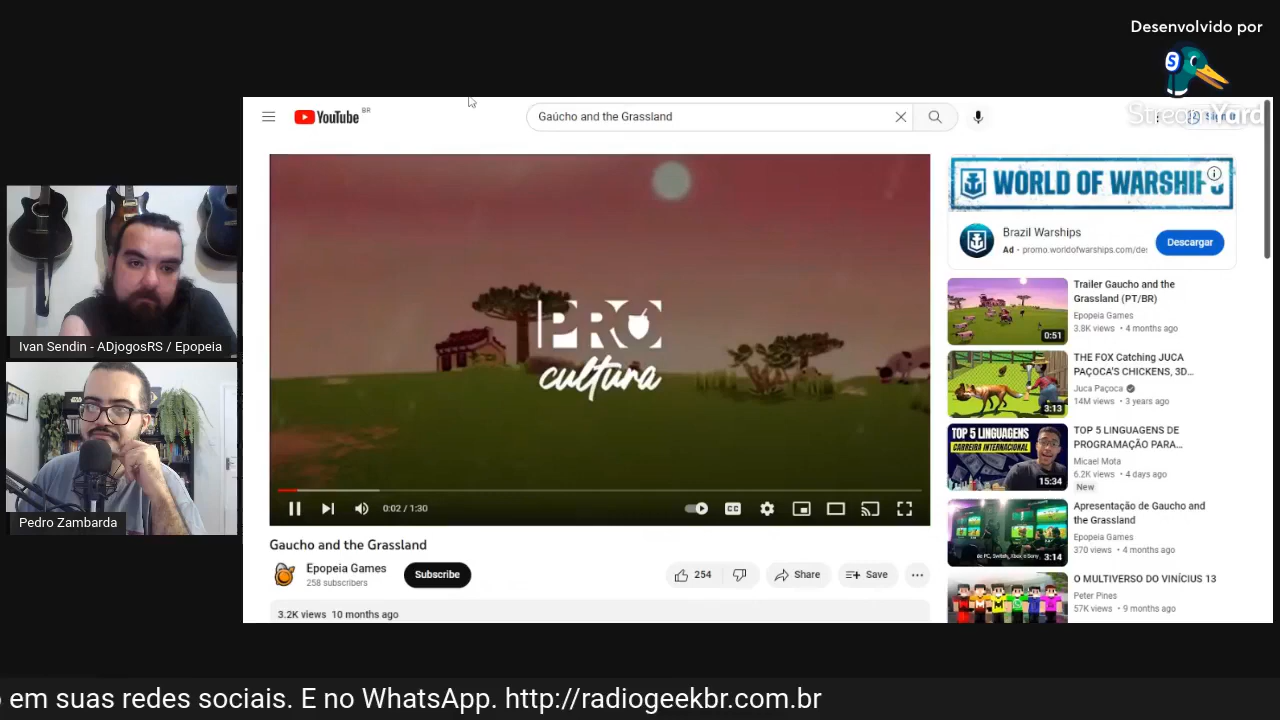 Desenvolvido por
StreamYard
YouTube BR
Gaúcho and the Grassland
PRO
cultura
0:02 / 1:30
CC
Gaucho and the Grassland
Epopeia Games
258 subscribers
Subscribe
254
Share
Save
3.2K views 10 months ago
WORLD OF WARSHIPS
Brazil Warships
Ad • promo.worldofwarships.com/de
Descargar
Trailer Gaucho and the
Grassland (PT/BR)
Epopeia Games
3.8K views • 4 months ago
0:51
THE FOX Catching JUCA
PAÇOCA'S CHICKENS, 3D...
Juca Paçoca
14M views • 3 years ago
3:13
TOP 5 LINGUAGENS
CARREIRA INTERNACIONAL
15:34
TOP 5 LINGUAGENS DE
PROGRAMAÇÃO PARA...
Micael Mota
6.2K views • 4 days ago
New
Apresentação de Gaucho and
the Grassland
Epopeia Games
370 views • 4 months ago
de PC, Switch, Xbox e Sony
3:14
O MULTIVERSO DO VINÍCIUS 13
Peter Pines
57K views • 9 months ago
Ivan Sendin - ADjogosRS / Epopeia
Pedro Zambarda
em suas redes sociais. E no WhatsApp. http://radiogeekbr.com.br